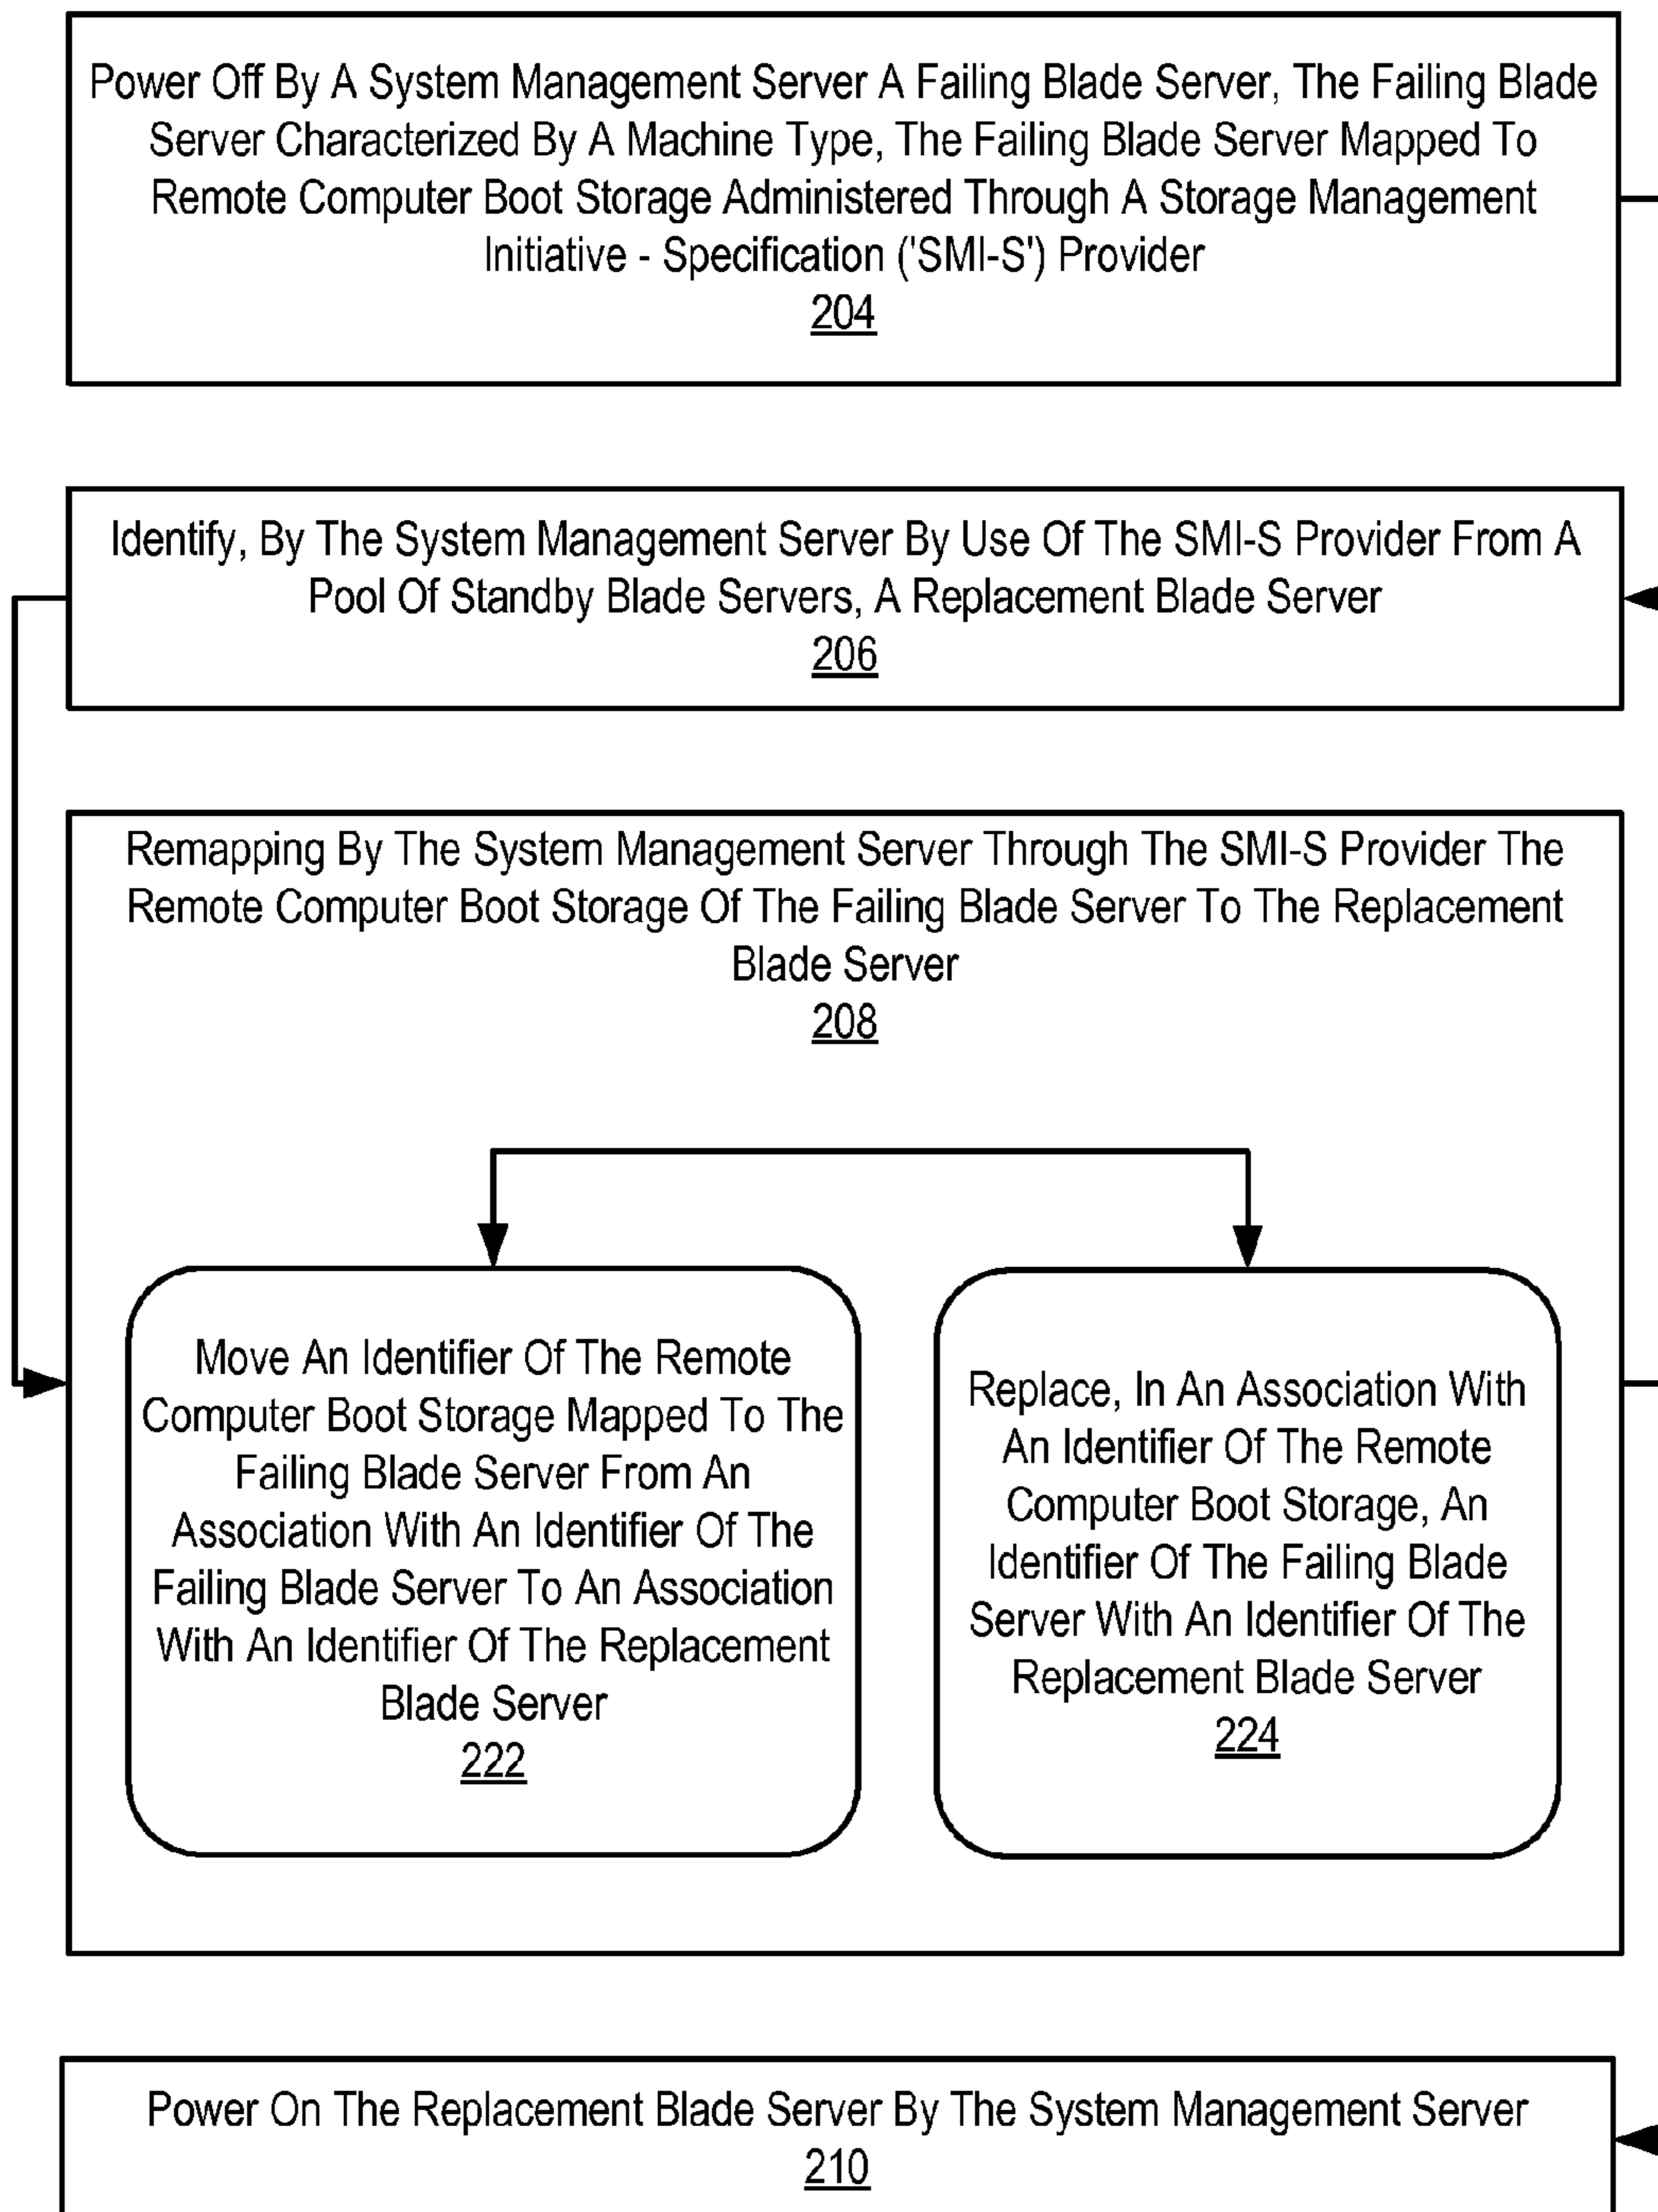 Power Off By A System Management Server A Failing Blade Server, The Failing Blade
Server Characterized By A Machine Type, The Failing Blade Server Mapped To
Remote Computer Boot Storage Administered Through A Storage Management
Initiative - Specification ('SMI-S') Provider
204
Identify, By The System Management Server By Use Of The SMI-S Provider From A
Pool Of Standby Blade Servers, A Replacement Blade Server
206
Remapping By The System Management Server Through The SMI-S Provider The
Remote Computer Boot Storage Of The Failing Blade Server To The Replacement
Blade Server
208
Move An Identifier Of The Remote
Computer Boot Storage Mapped To The
Failing Blade Server From An
Association With An Identifier Of The
Failing Blade Server To An Association
With An Identifier Of The Replacement
Blade Server
222
Replace, In An Association With
An Identifier Of The Remote
Computer Boot Storage, An
Identifier Of The Failing Blade
Server With An Identifier Of The
Replacement Blade Server
224
Power On The Replacement Blade Server By The System Management Server
210